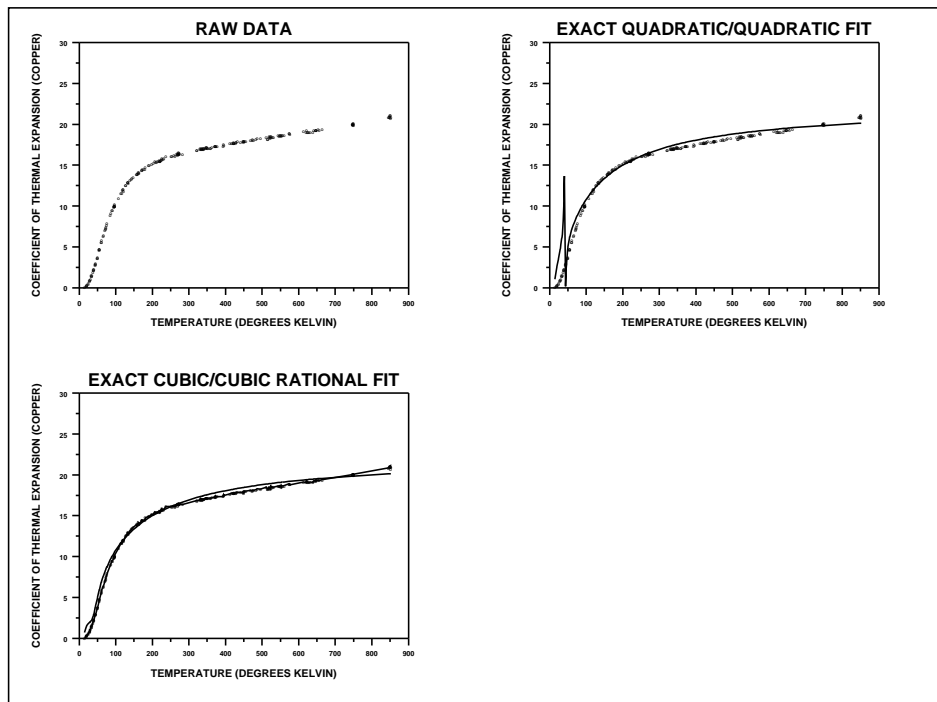 RAW DATA
COEFFICIENT OF THERMAL EXPANSION (COPPER)
30
25
20
15
10
5
0
0 100 200 300 400 500 600 700 800 900
TEMPERATURE (DEGREES KELVIN)
EXACT QUADRATIC/QUADRATIC FIT
COEFFICIENT OF THERMAL EXPANSION (COPPER)
30
25
20
15
10
5
0
0 100 200 300 400 500 600 700 800 900
TEMPERATURE (DEGREES KELVIN)
EXACT CUBIC/CUBIC RATIONAL FIT
COEFFICIENT OF THERMAL EXPANSION (COPPER)
30
25
20
15
10
5
0
0 100 200 300 400 500 600 700 800 900
TEMPERATURE (DEGREES KELVIN)